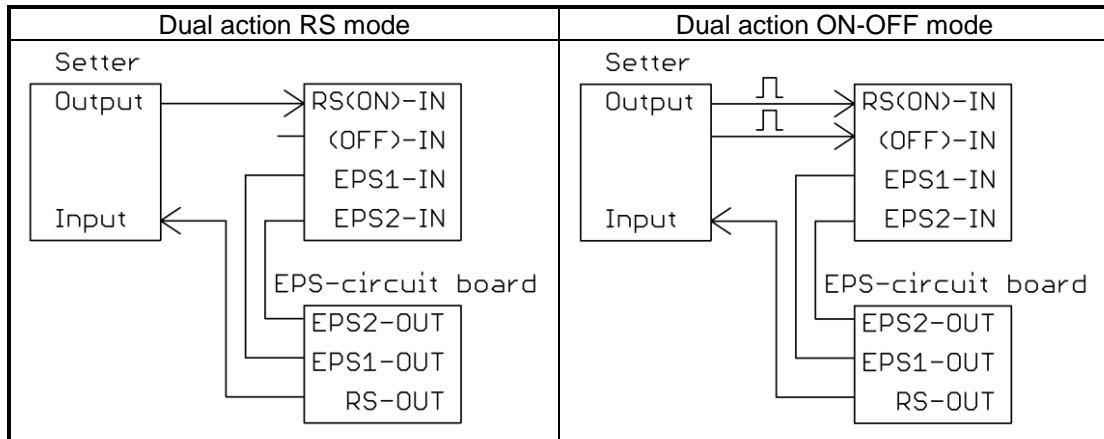 Dual action RS mode
Setter
Output
RS(ON)-IN
(OFF)-IN
EPS1-IN
Input
EPS2-IN
EPS-circuit board
EPS2-OUT
EPS1-OUT
RS-OUT
Dual action ON-OFF mode
Setter
Output
RS(ON)-IN
(OFF)-IN
EPS1-IN
Input
EPS2-IN
EPS-circuit board
EPS2-OUT
EPS1-OUT
RS-OUT